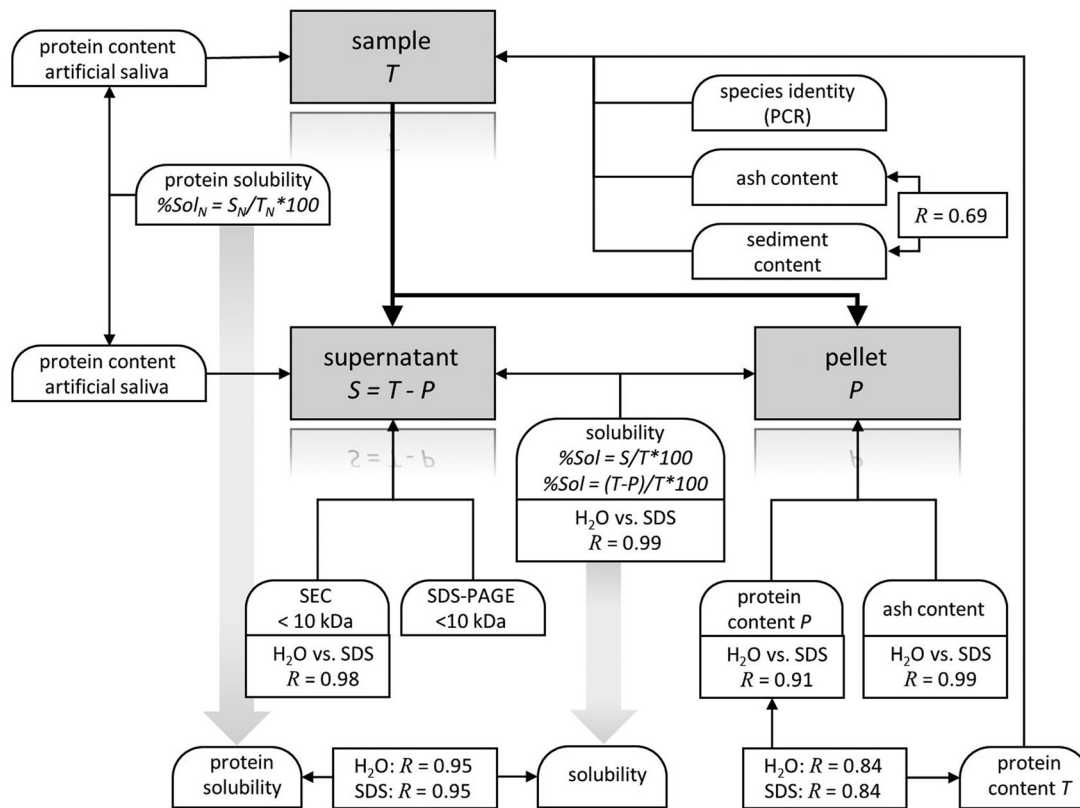 protein content
artificial saliva
sample
T
species identity
(PCR)
protein solubility
%Sol_N = S_N/T_N*100
ash content
R = 0.69
sediment
content
protein content
artificial saliva
supernatant
S = T - P
pellet
P
solubility
%Sol = S/T*100
%Sol = (T-P)/T*100
H₂O vs. SDS
R = 0.99
SEC
< 10 kDa
H₂O vs. SDS
R = 0.98
SDS-PAGE
<10 kDa
protein
content P
H₂O vs. SDS
R = 0.91
ash content
H₂O vs. SDS
R = 0.99
protein
solubility
H₂O: R = 0.95
SDS: R = 0.95
solubility
H₂O: R = 0.84
SDS: R = 0.84
protein
content T